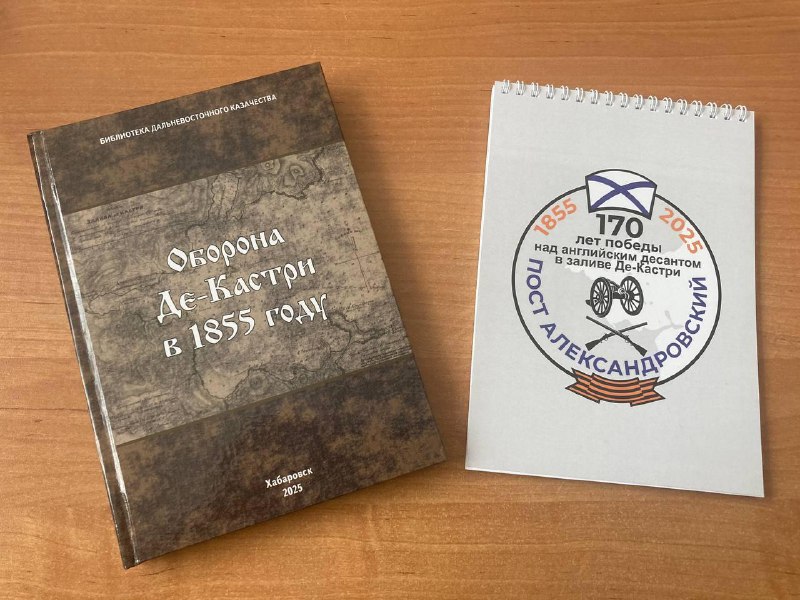 БИБЛИОТЕКА ДАЛЬНЕВОСТОЧНОГО КАЗАЧЕСТВА
Оборона
Де-Кастри
в 1855 году
Хабаровск
2025
1855
2025
170
лет победы
над английским десантом
в заливе Де-Кастри
ПОСТ АЛЕКСАНДРОВСКИЙ